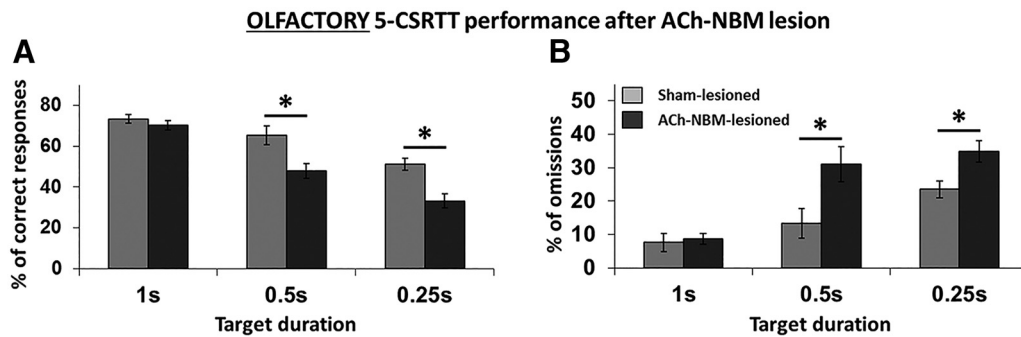 OLFACTORY 5-CSRTT performance after ACh-NBM lesion
A
% of correct responses
80
60
40
20
0
*
*
1s
0.5s
0.25s
Target duration
B
% of omissions
50
40
30
20
10
0
Sham-lesioned
ACh-NBM-lesioned
*
*
1s
0.5s
0.25s
Target duration